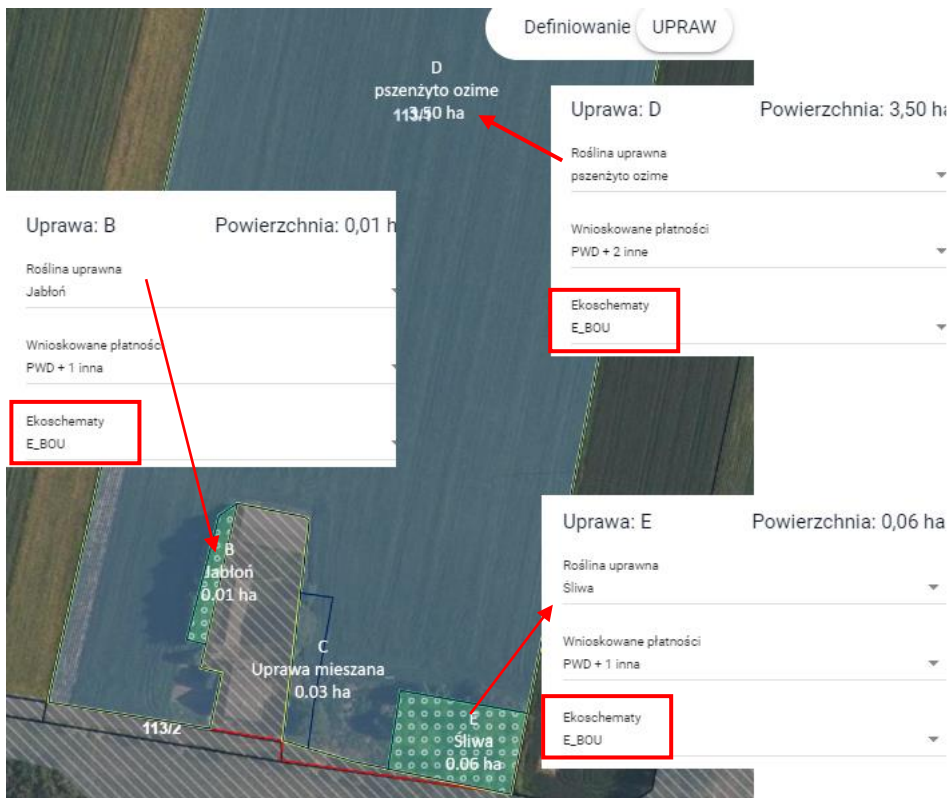 Definiowanie UPRAW
D
pszenżyto ozime
3,50 ha
113/1
Uprawa: D Powierzchnia: 3,50 ha
Roślina uprawna
pszenżyto ozime
Wnioskowane płatności
PWD + 2 inne
Ekoschematy
E_BOU
Uprawa: B Powierzchnia: 0,01 h
Roślina uprawna
Jabłoń
Wnioskowane płatności
PWD + 1 inna
Ekoschematy
E_BOU
B
Jabłoń
0.01 ha
C
Uprawa mieszana
0.03 ha
113/2
E
Śliwa
0.06 ha
Uprawa: E Powierzchnia: 0,06 ha
Roślina uprawna
Śliwa
Wnioskowane płatności
PWD + 1 inna
Ekoschematy
E_BOU